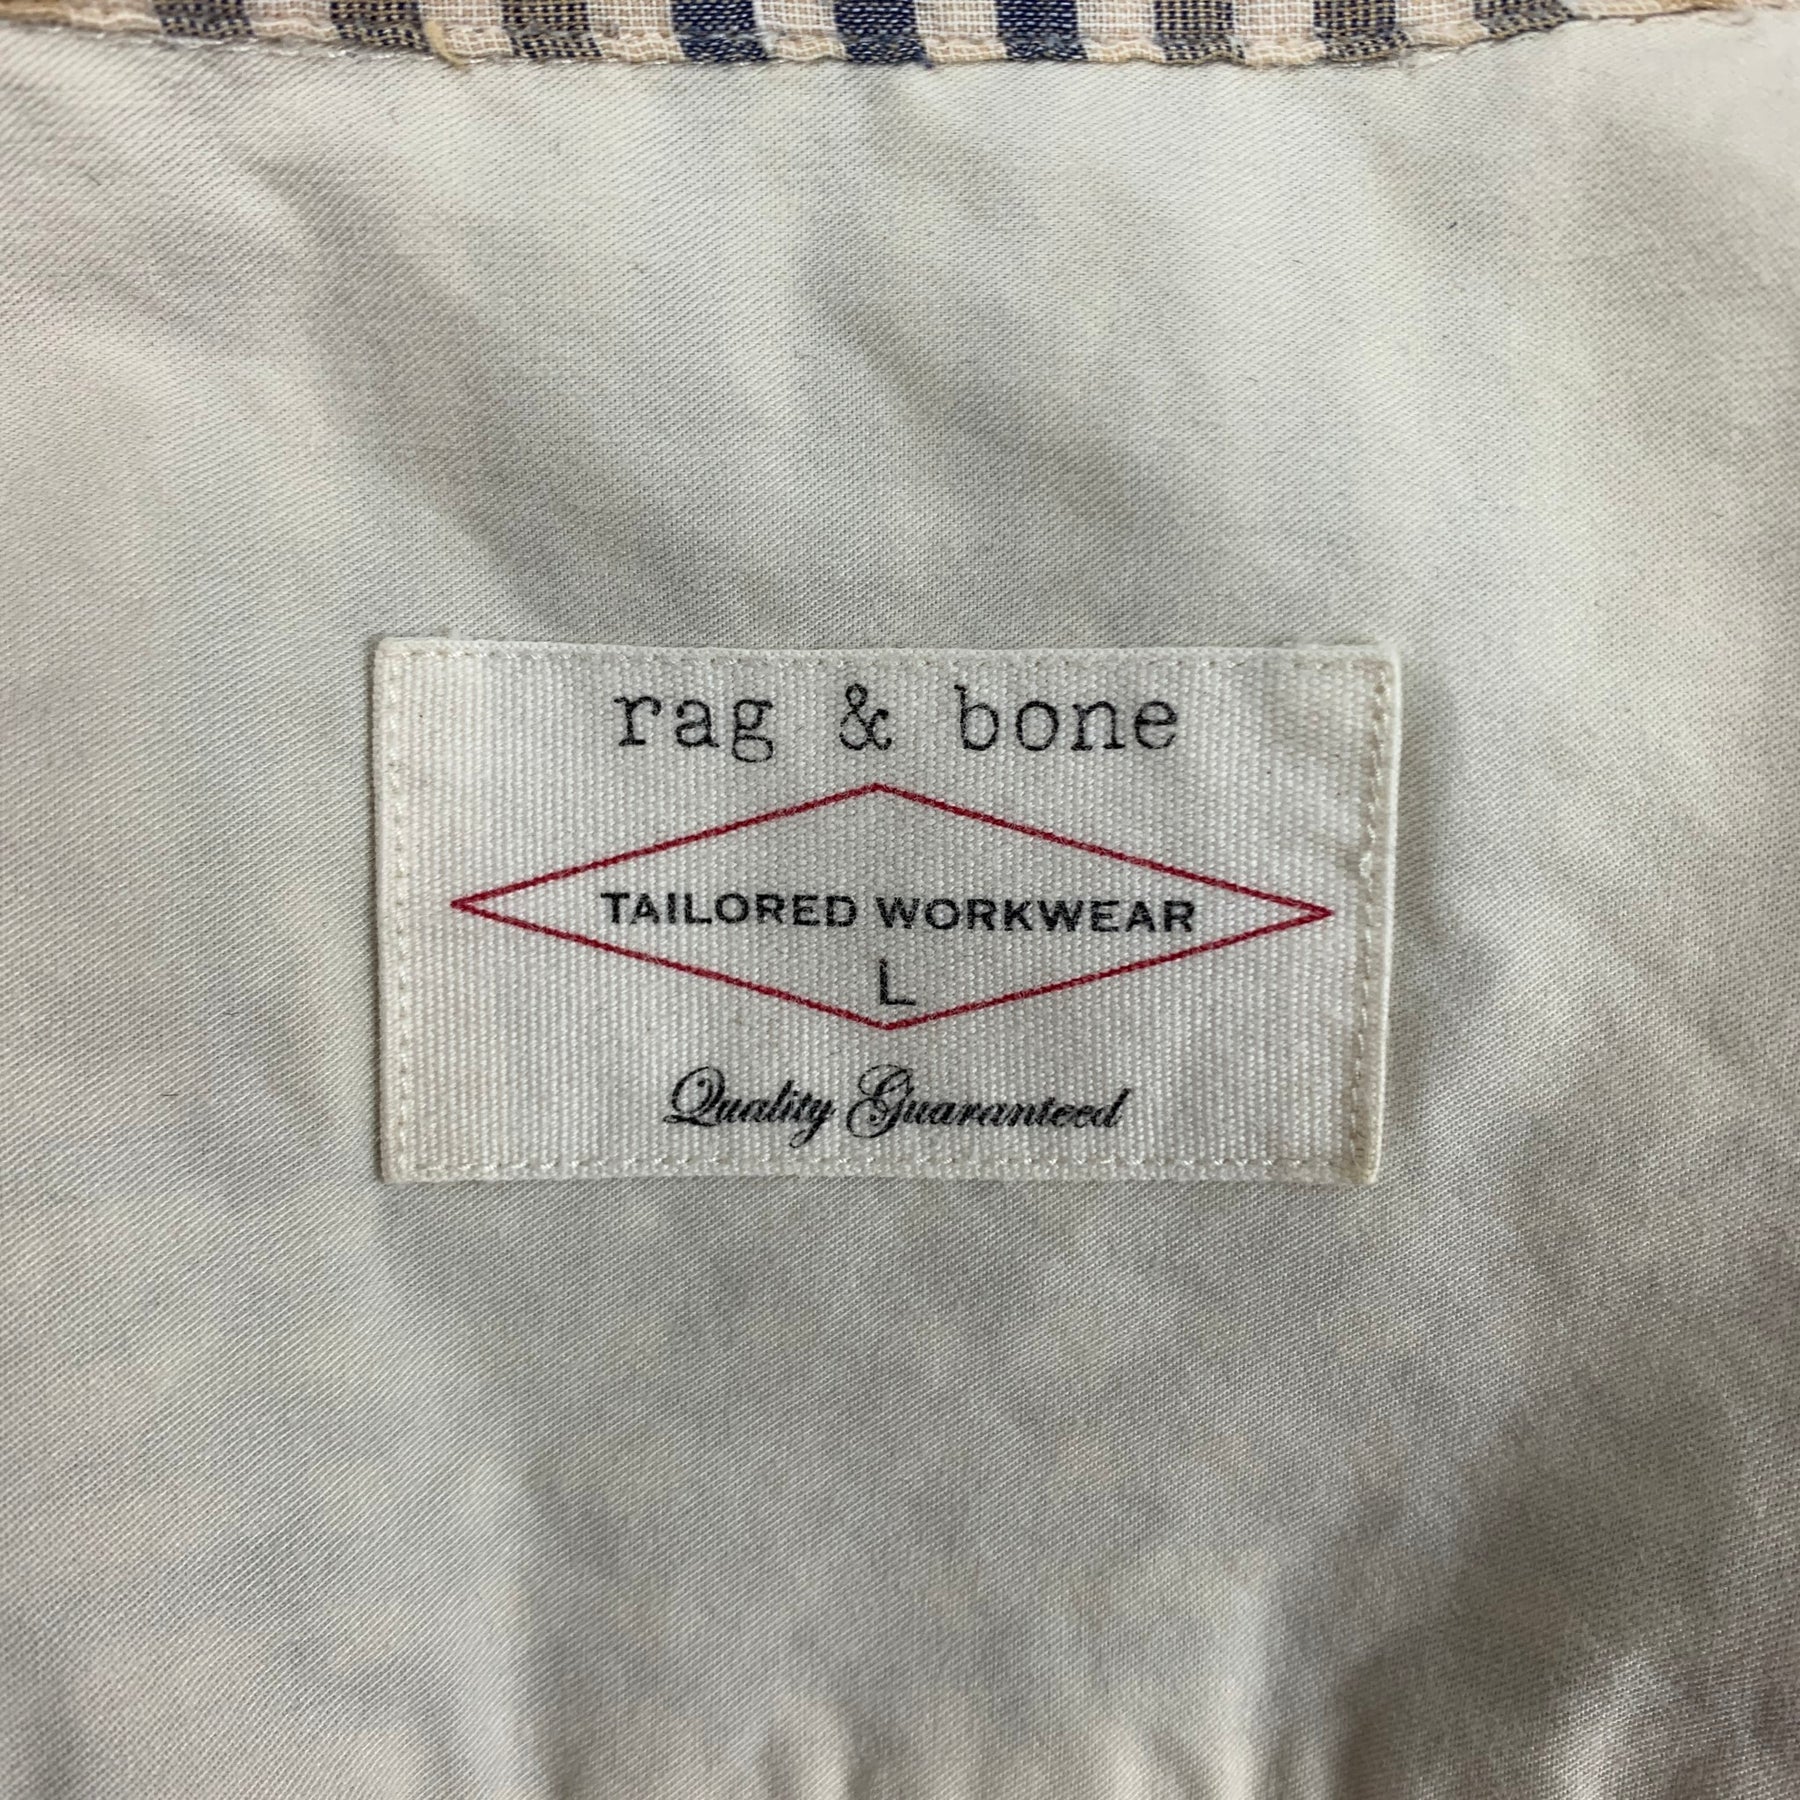 rag & bone
TAILORED WORKWEAR
L
Quality Guaranteed